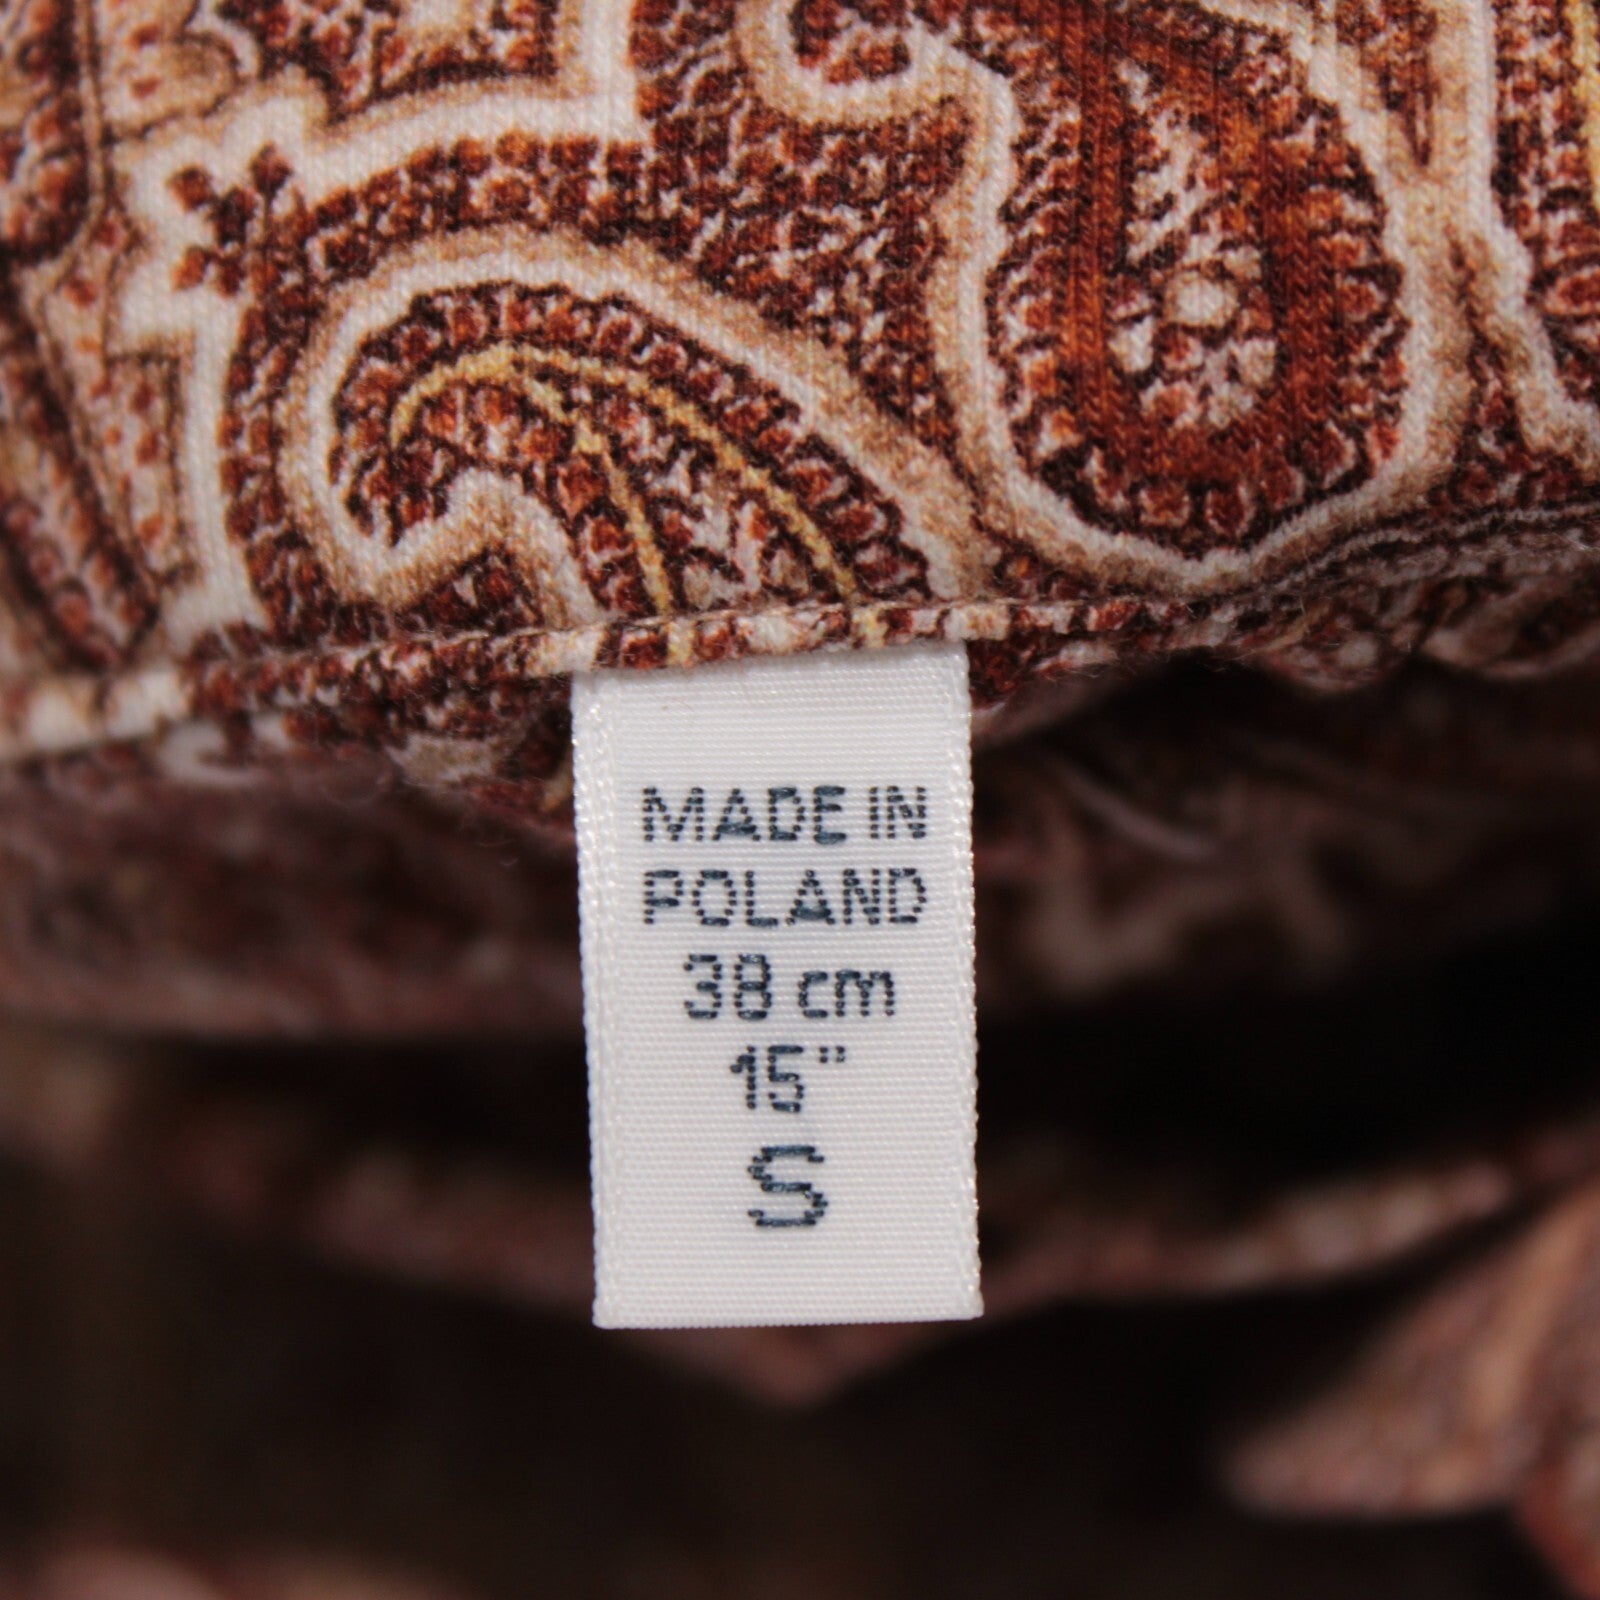 MADE IN
POLAND
38 cm
15"
S